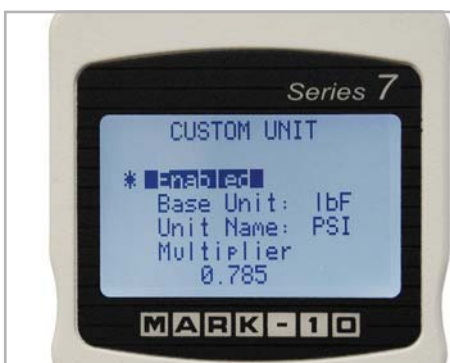 Series 7
CUSTOM UNIT
* Enabled
Base Unit: lbF
Unit Name: PSI
Multiplier
0.785
MARK-10